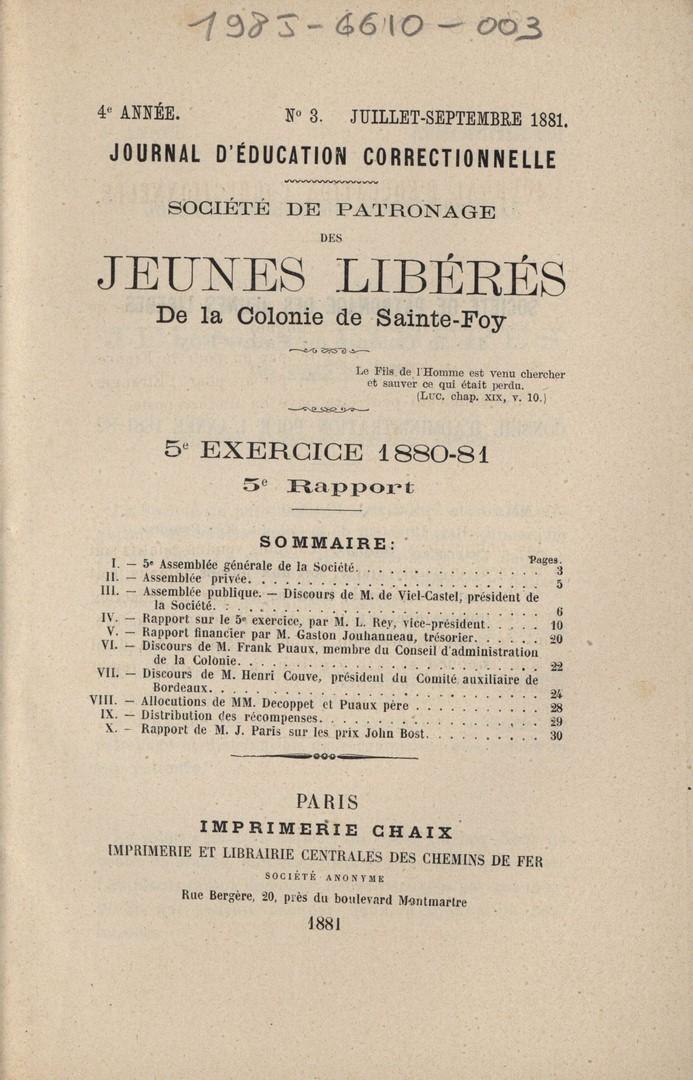 1985-6610-003
4e ANNÉE. No 3. JUILLET-SEPTEMBRE 1881.
JOURNAL D'ÉDUCATION CORRECTIONNELLE
SOCIÉTÉ DE PATRONAGE
DES
JEUNES LIBÉRÉS
De la Colonie de Sainte-Foy
Le Fils de l'Homme est venu chercher
et sauver ce qui était perdu.
(LUC. chap. XIX, v. 10.)
5e EXERCICE 1880-81
5e Rapport
SOMMAIRE:
Pages.
I. — 5e Assemblée générale de la Société. . . . . . . . . . . . . 3
II. — Assemblée privée. . . . . . . . . . . . . . . . . . . . 5
III. — Assemblée publique. — Discours de M. de Viel-Castel, président de
la Société. . . . . . . . . . . . . . . . . . . . . . 6
IV. — Rapport sur le 5e exercice, par M. L. Rey, vice-président. . . . . 10
V. — Rapport financier par M. Gaston Jouhanneau, trésorier. . . . . . 20
VI. — Discours de M. Frank Puaux, membre du Conseil d'administration
de la Colonie. . . . . . . . . . . . . . . . . . . . . 22
VII. — Discours de M. Henri Couve, président du Comité auxiliaire de
Bordeaux. . . . . . . . . . . . . . . . . . . . . . . 24
VIII. — Allocutions de MM. Decoppet et Puaux père . . . . . . . . . 28
IX. — Distribution des récompenses. . . . . . . . . . . . . . . 29
X. — Rapport de M. J. Paris sur les prix John Bost. . . . . . . . . 30
PARIS
IMPRIMERIE CHAIX
IMPRIMERIE ET LIBRAIRIE CENTRALES DES CHEMINS DE FER
SOCIÉTÉ ANONYME
Rue Bergère, 20, près du boulevard Montmartre
1881